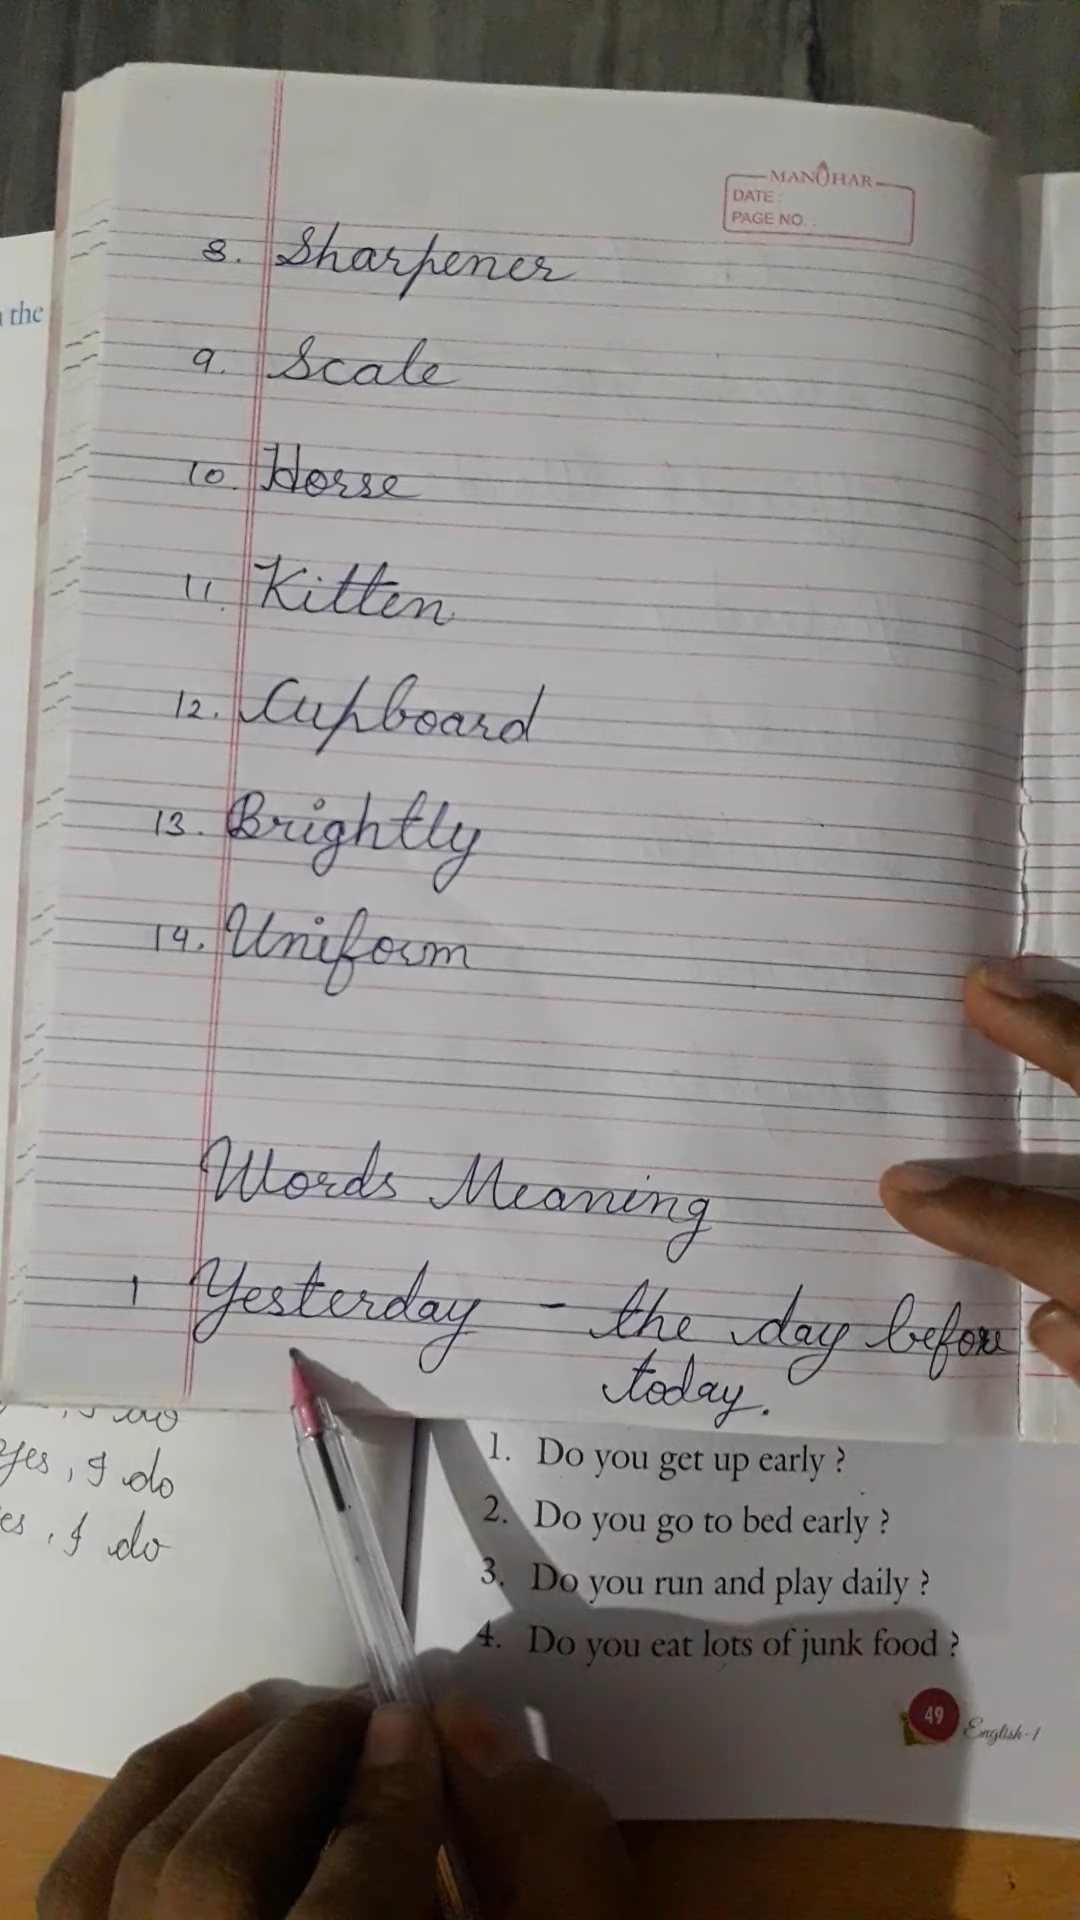 MANOHAR
DATE :
PAGE NO. :
8. Sharpener
the
9. Scale
10. Horse
11. Kitten
12. Cupboard
13. Brightly
14. Uniform
Words Meaning
1 Yesterday - the day before
today.
, I do
yes, I do
es, I do
1. Do you get up early ?
2. Do you go to bed early ?
3. Do you run and play daily ?
4. Do you eat lots of junk food ?
49 English-1